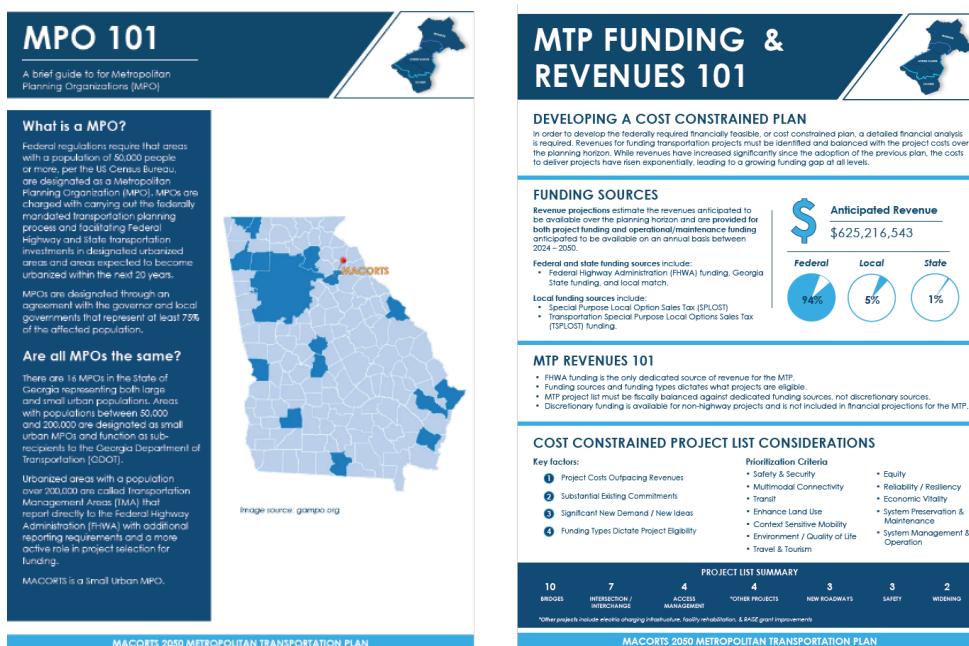 MPO 101
A brief guide to for Metropolitan
Planning Organizations (MPO)
What is a MPO?
Federal regulations require that areas
with a population of 50,000 people
or more, per the US Census Bureau,
are designated as a Metropolitan
Planning Organization (MPO). MPOs are
charged with carrying out the federally
mandated transportation planning
process and facilitating Federal
Highway and State transportation
investments in designated urbanized
areas and areas expected to become
urbanized within the next 20 years.
MPOs are designated through an
agreement with the governor and local
governments that represent at least 75%
of the affected population.
Are all MPOs the same?
There are 16 MPOs in the State of
Georgia representing both large
and small urban populations. Areas
with populations between 50,000
and 200,000 are designated as small
urban MPOs and function as sub-
recipients to the Georgia Department of
Transportation (GDOT).
Urbanized areas with a population
over 200,000 are called Transportation
Management Areas (TMA) that
report directly to the Federal Highway
Administration (FHWA) with additional
reporting requirements and a more
active role in project selection for
funding.
MACORTS is a Small Urban MPO.
MACORTS
Image source: gampo.org
MACORTS 2050 METROPOLITAN TRANSPORTATION PLAN
MTP FUNDING &
REVENUES 101
DEVELOPING A COST CONSTRAINED PLAN
In order to develop the federally required financially feasible, or cost constrained plan, a detailed financial analysis
is required. Revenues for funding transportation projects must be identified and balanced with the project costs over
the planning horizon. While revenues have increased significantly since the adoption of the previous plan, the costs
to deliver projects have risen exponentially, leading to a growing funding gap at all levels.
FUNDING SOURCES
Revenue projections estimate the revenues anticipated to
be available over the planning horizon and are provided for
both project funding and operational/maintenance funding
anticipated to be available on an annual basis between
2024 – 2050.
Federal and state funding sources include:
• Federal Highway Administration (FHWA) funding, Georgia
State funding, and local match.
Local funding sources include:
• Special Purpose Local Option Sales Tax (SPLOST)
• Transportation Special Purpose Local Options Sales Tax
(TSPLOST) funding.
$
Anticipated Revenue
$625,216,543
Federal Local State
94% 5% 1%
MTP REVENUES 101
• FHWA funding is the only dedicated source of revenue for the MTP.
• Funding sources and funding types dictates what projects are eligible.
• MTP project list must be fiscally balanced against dedicated funding sources, not discretionary sources.
• Discretionary funding is available for non-highway projects and is not included in financial projections for the MTP.
COST CONSTRAINED PROJECT LIST CONSIDERATIONS
Key factors:
1 Project Costs Outpacing Revenues
2 Substantial Existing Commitments
3 Significant New Demand / New Ideas
4 Funding Types Dictate Project Eligibility
Prioritization Criteria
• Safety & Security
• Multimodal Connectivity
• Transit
• Enhance Land Use
• Context Sensitive Mobility
• Environment / Quality of Life
• Travel & Tourism
• Equity
• Reliability / Resiliency
• Economic Vitality
• System Preservation &
Maintenance
• System Management &
Operation
PROJECT LIST SUMMARY
10 7 4 4 3 3 2
BRIDGES INTERSECTION / ACCESS *OTHER PROJECTS NEW ROADWAYS SAFETY WIDENING
INTERCHANGE MANAGEMENT
*Other projects include electric charging infrastructure, facility rehabilitation, & RAISE grant improvements
MACORTS 2050 METROPOLITAN TRANSPORTATION PLAN